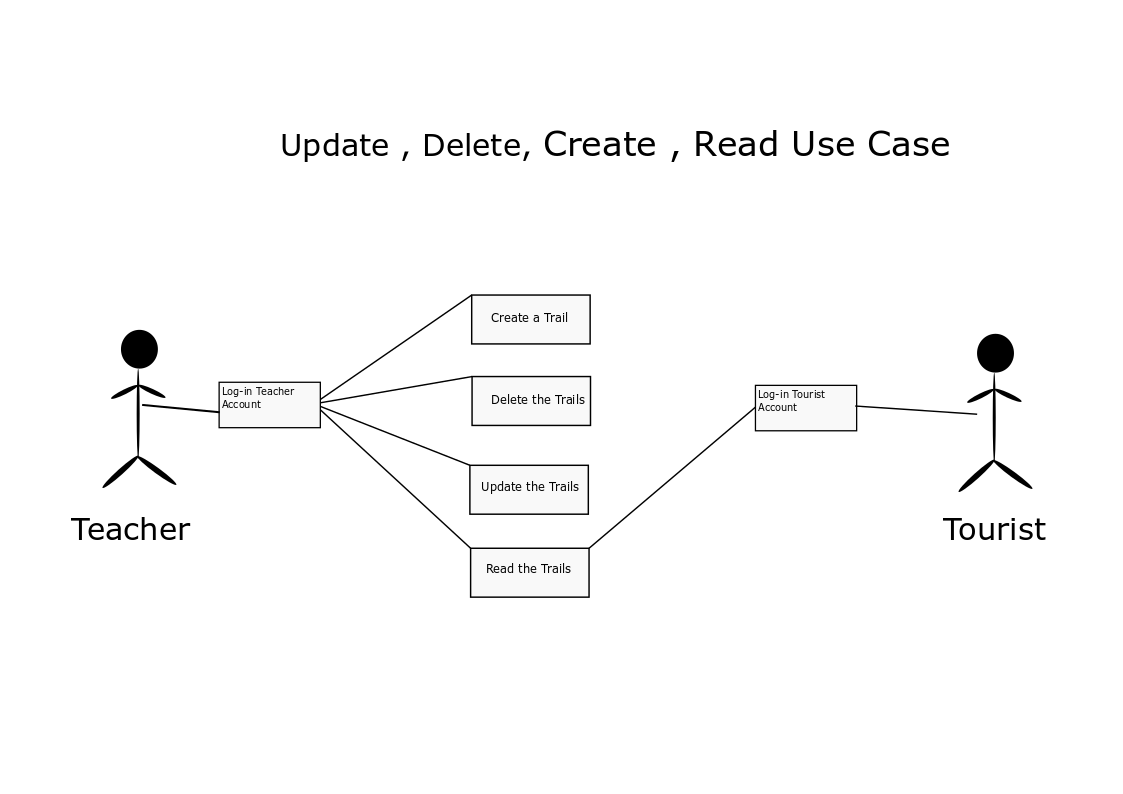 Update , Delete, Create , Read Use Case
Create a Trail
Log-in Teacher
Account
Delete the Trails
Log-in Tourist
Account
Update the Trails
Teacher
Tourist
Read the Trails